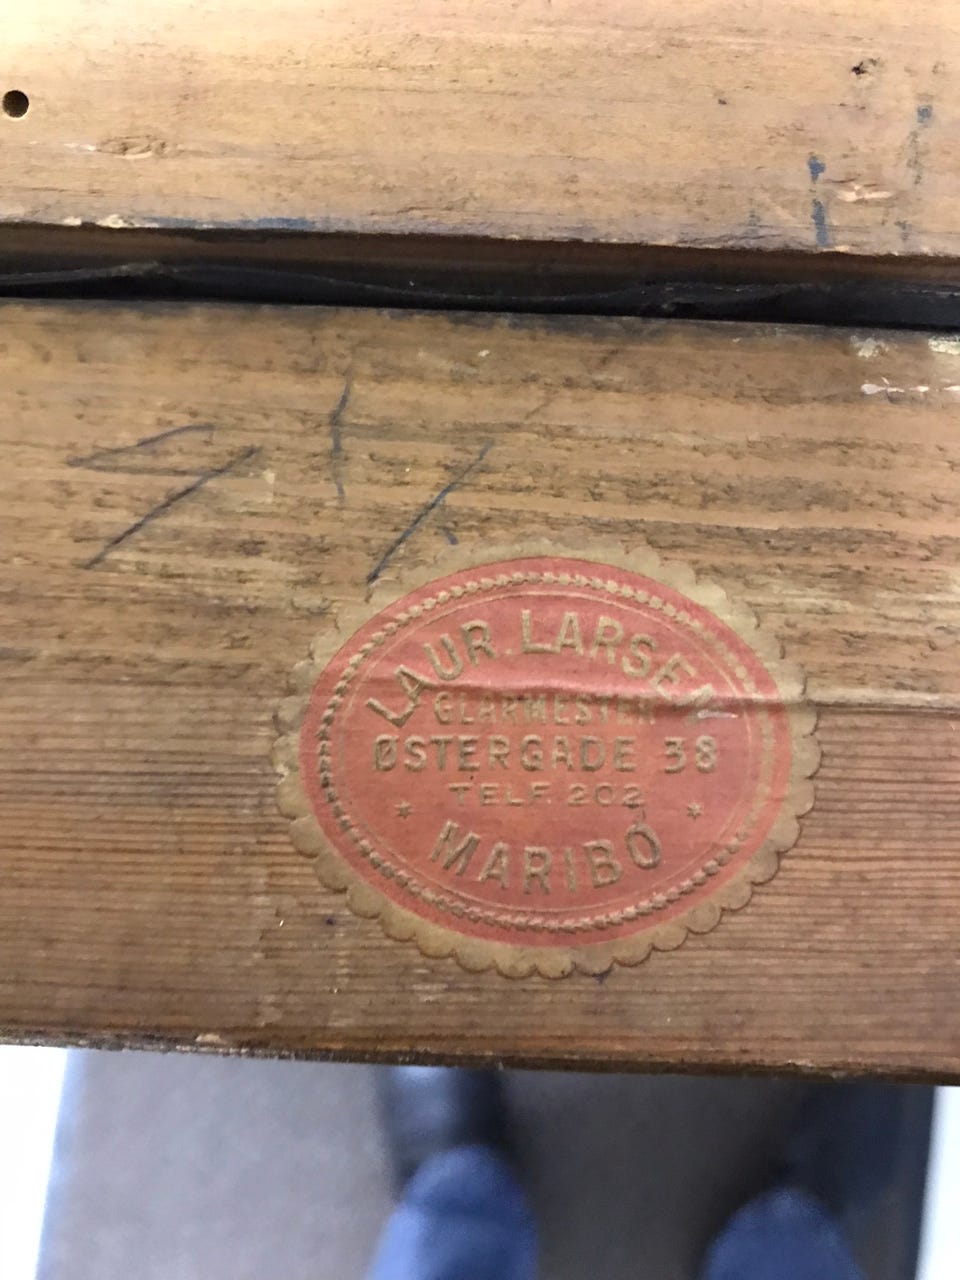 LAUR. LARSEN
GLARMESTER
ØSTERGADE 38
TELF. 202
MARIBO